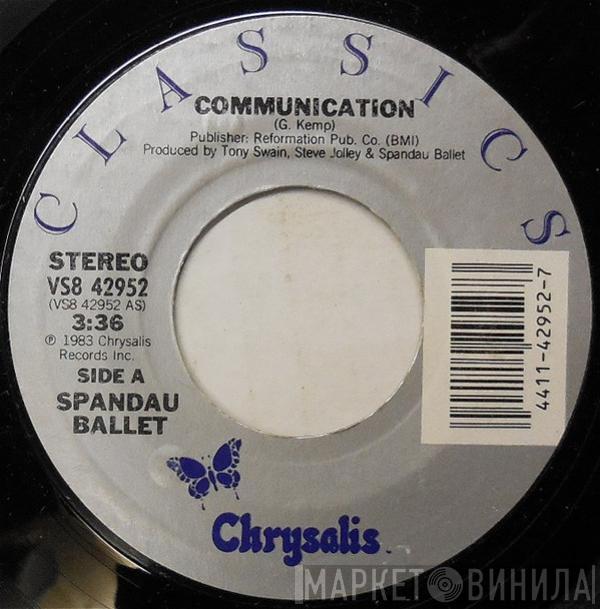 CLASSICS
COMMUNICATION
(G. Kemp)
Publisher: Reformation Pub. Co. (BMI)
Produced by Tony Swain, Steve Jolley & Spandau Ballet
STEREO
VS8 42952
(VS8 42952 AS)
3:36
℗ 1983 Chrysalis
Records Inc.
SIDE A
SPANDAU
BALLET
4411-42952-7
Chrysalis
МАРКЕТ ВИНИЛА